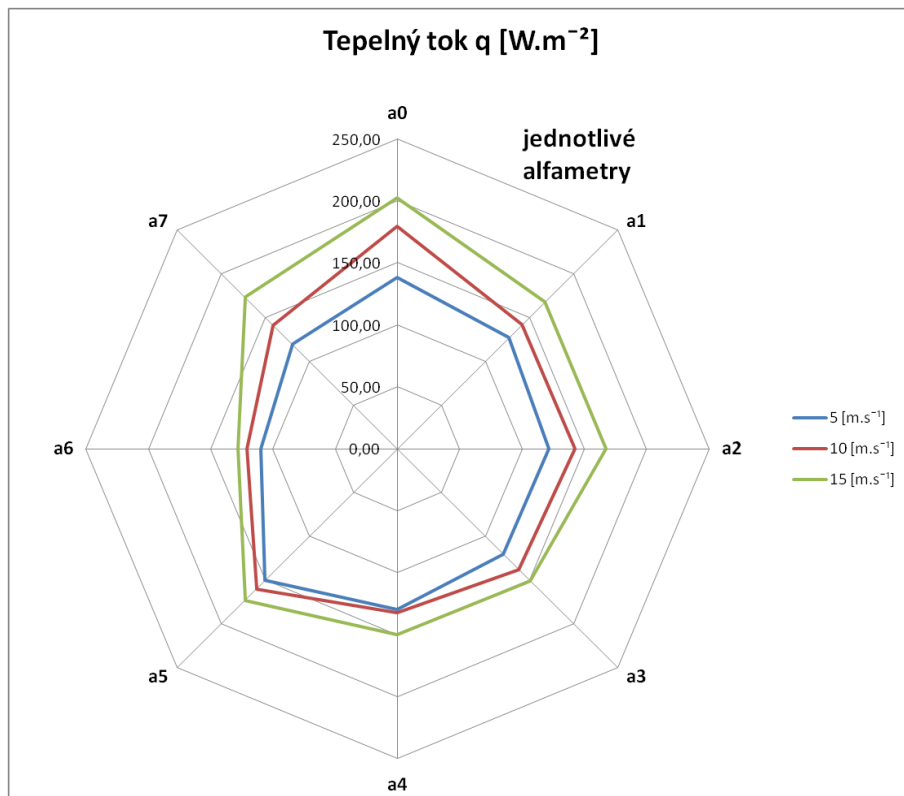 Tepelný tok q [W.m⁻²]
a0
250,00
jednotlivé
alfametry
200,00
a7
a1
150,00
100,00
50,00
5 [m.s⁻¹]
a6
0,00
a2
10 [m.s⁻¹]
15 [m.s⁻¹]
a5
a3
a4